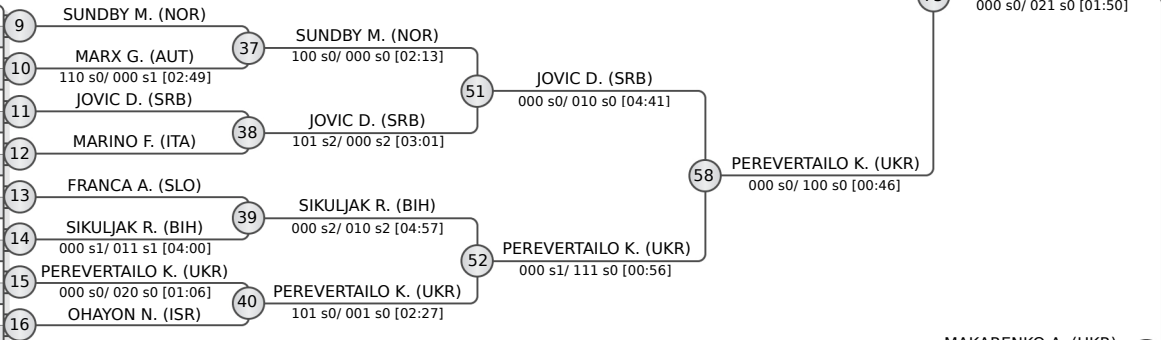 000 s0/ 021 s0 [01:50]
9
SUNDBY M. (NOR)
37
SUNDBY M. (NOR)
100 s0/ 000 s0 [02:13]
10
MARX G. (AUT)
110 s0/ 000 s1 [02:49]
51
JOVIC D. (SRB)
000 s0/ 010 s0 [04:41]
11
JOVIC D. (SRB)
38
JOVIC D. (SRB)
101 s2/ 000 s2 [03:01]
12
MARINO F. (ITA)
58
PEREVERTAILO K. (UKR)
000 s0/ 100 s0 [00:46]
13
FRANCA A. (SLO)
39
SIKULJAK R. (BIH)
000 s2/ 010 s2 [04:57]
14
SIKULJAK R. (BIH)
000 s1/ 011 s1 [04:00]
52
PEREVERTAILO K. (UKR)
000 s1/ 111 s0 [00:56]
15
PEREVERTAILO K. (UKR)
000 s0/ 020 s0 [01:06]
40
PEREVERTAILO K. (UKR)
101 s0/ 001 s0 [02:27]
16
OHAYON N. (ISR)
MAKARENKO A. (UKR)